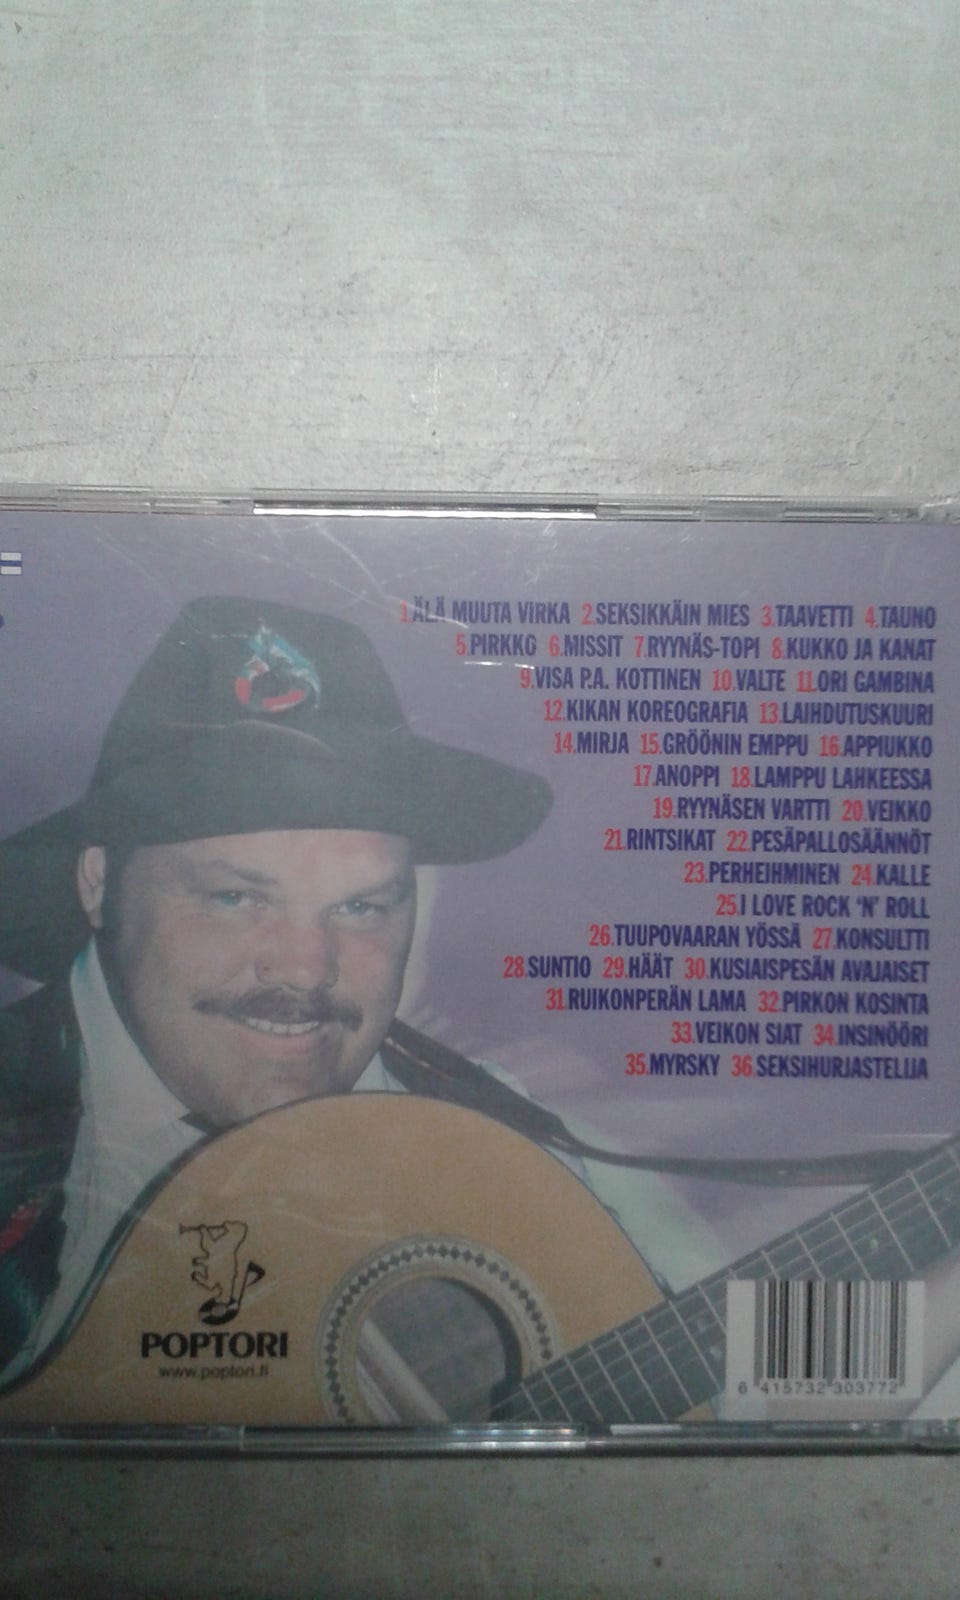 1.ÄLÄ MUUTA VIRKA 2.SEKSIKKÄIN MIES 3.TAAVETTI 4.TAUNO
5.PIRKKO 6.MISSIT 7.RYYNÄS-TOPI 8.KUKKO JA KANAT
9.VISA P.A. KOTTINEN 10.VALTE 11.ORI GAMBINA
12.KIKAN KOREOGRAFIA 13.LAIHDUTUSKUURI
14.MIRJA 15.GRÖÖNIN EMPPU 16.APPIUKKO
17.ANOPPI 18.LAMPPU LAHKEESSA
19.RYYNÄSEN VARTTI 20.VEIKKO
21.RINTSIKAT 22.PESÄPALLOSÄÄNNÖT
23.PERHEIHMINEN 24.KALLE
25.I LOVE ROCK 'N' ROLL
26.TUUPOVAARAN YÖSSÄ 27.KONSULTTI
28.SUNTIO 29.HÄÄT 30.KUSIAISPESÄN AVAJAISET
31.RUIKONPERÄN LAMA 32.PIRKON KOSINTA
33.VEIKON SIAT 34.INSINÖÖRI
35.MYRSKY 36.SEKSIHURJASTELIJA
POPTORI
www.poptori.fi
6 415732 303772